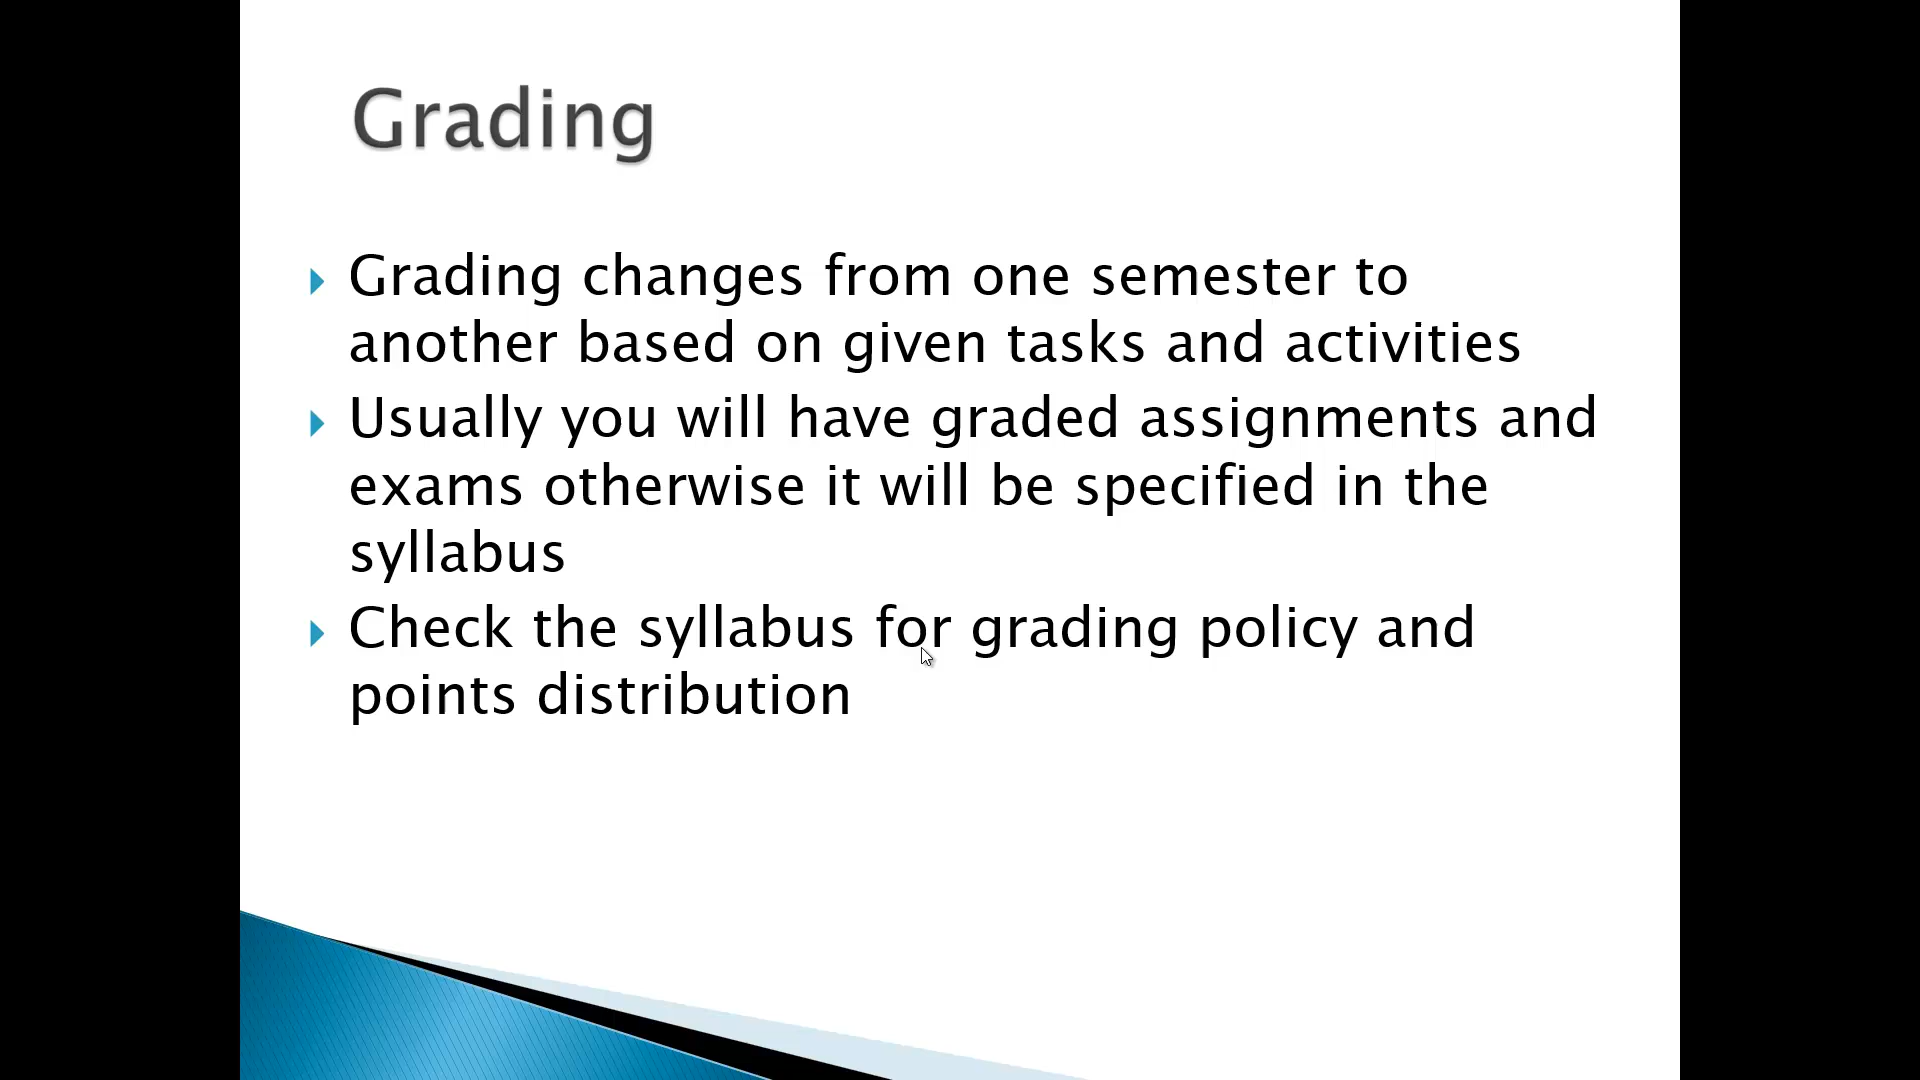 Grading
Grading changes from one semester to
another based on given tasks and activities
Usually you will have graded assignments and
exams otherwise it will be specified in the
syllabus
Check the syllabus for grading policy and
points distribution